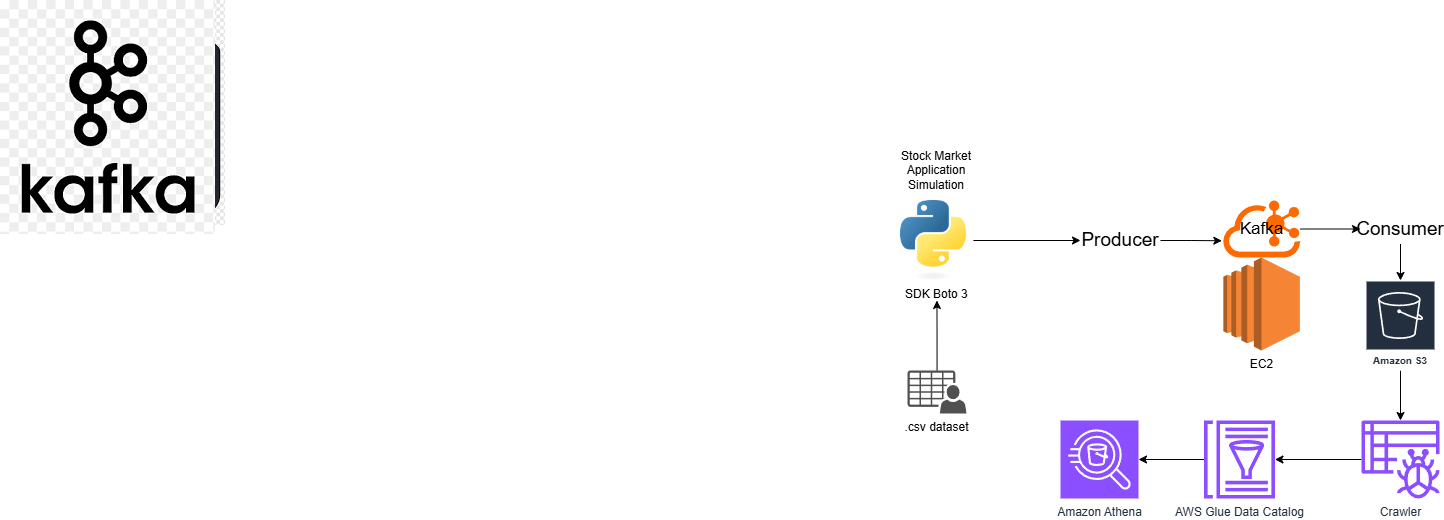 kafka
Stock Market
Application
Simulation
SDK Boto 3
.csv dataset
Producer
Kafka
EC2
Consumer
Amazon S3
Crawler
AWS Glue Data Catalog
Amazon Athena